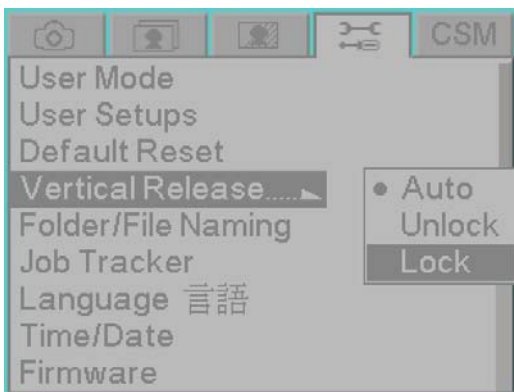 CSM
User Mode
User Setups
Default Reset
Vertical Release.....
Folder/File Naming
Job Tracker
Language 言語
Time/Date
Firmware
Auto
Unlock
Lock